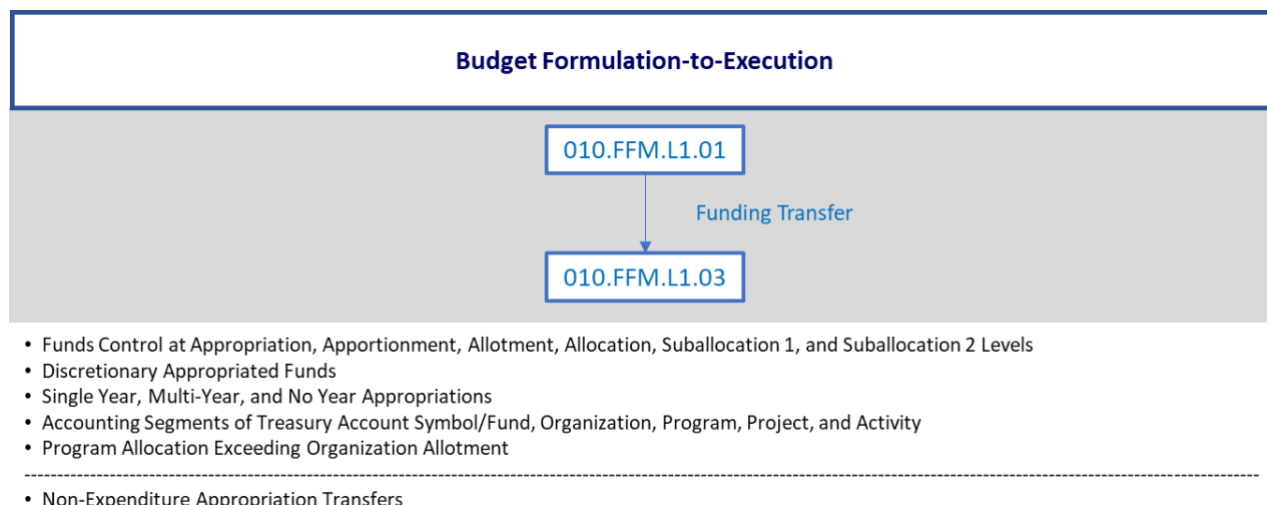 Budget Formulation-to-Execution
010.FFM.L1.01
Funding Transfer
010.FFM.L1.03
• Funds Control at Appropriation, Apportionment, Allotment, Allocation, Suballocation 1, and Suballocation 2 Levels
• Discretionary Appropriated Funds
• Single Year, Multi-Year, and No Year Appropriations
• Accounting Segments of Treasury Account Symbol/Fund, Organization, Program, Project, and Activity
• Program Allocation Exceeding Organization Allotment
• Non-Expenditure Appropriation Transfers